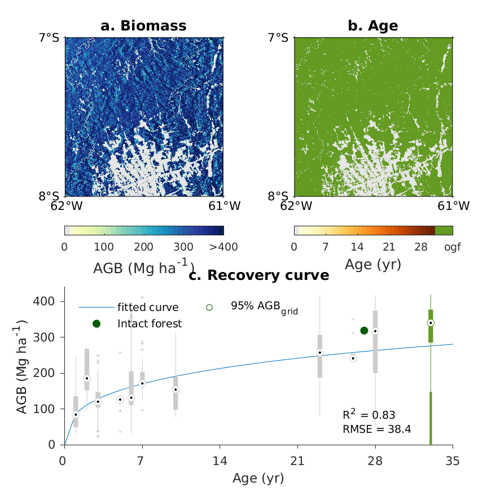 a. Biomass
b. Age
7°S
7°S
8°S
8°S
62°W
61°W
62°W
61°W
0 100 200 300 >400
0 7 14 21 28 ogf
AGB (Mg ha-1)
Age (yr)
c. Recovery curve
fitted curve
95% AGBgrid
Intact forest
400
300
200
100
0
AGB (Mg ha-1)
R2 = 0.83
RMSE = 38.4
0 7 14 21 28 35
Age (yr)